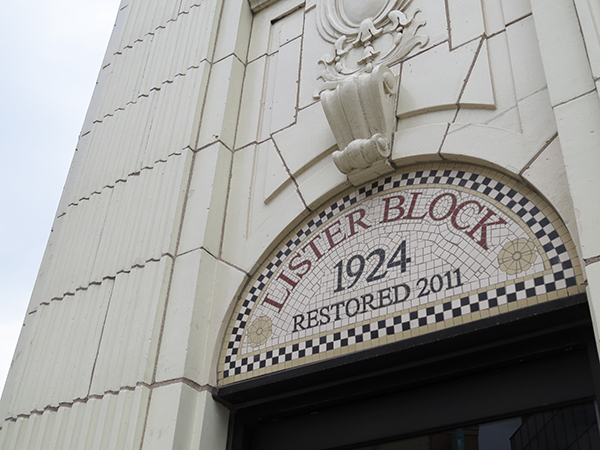 LISTER BLOCK
1924
RESTORED 2011